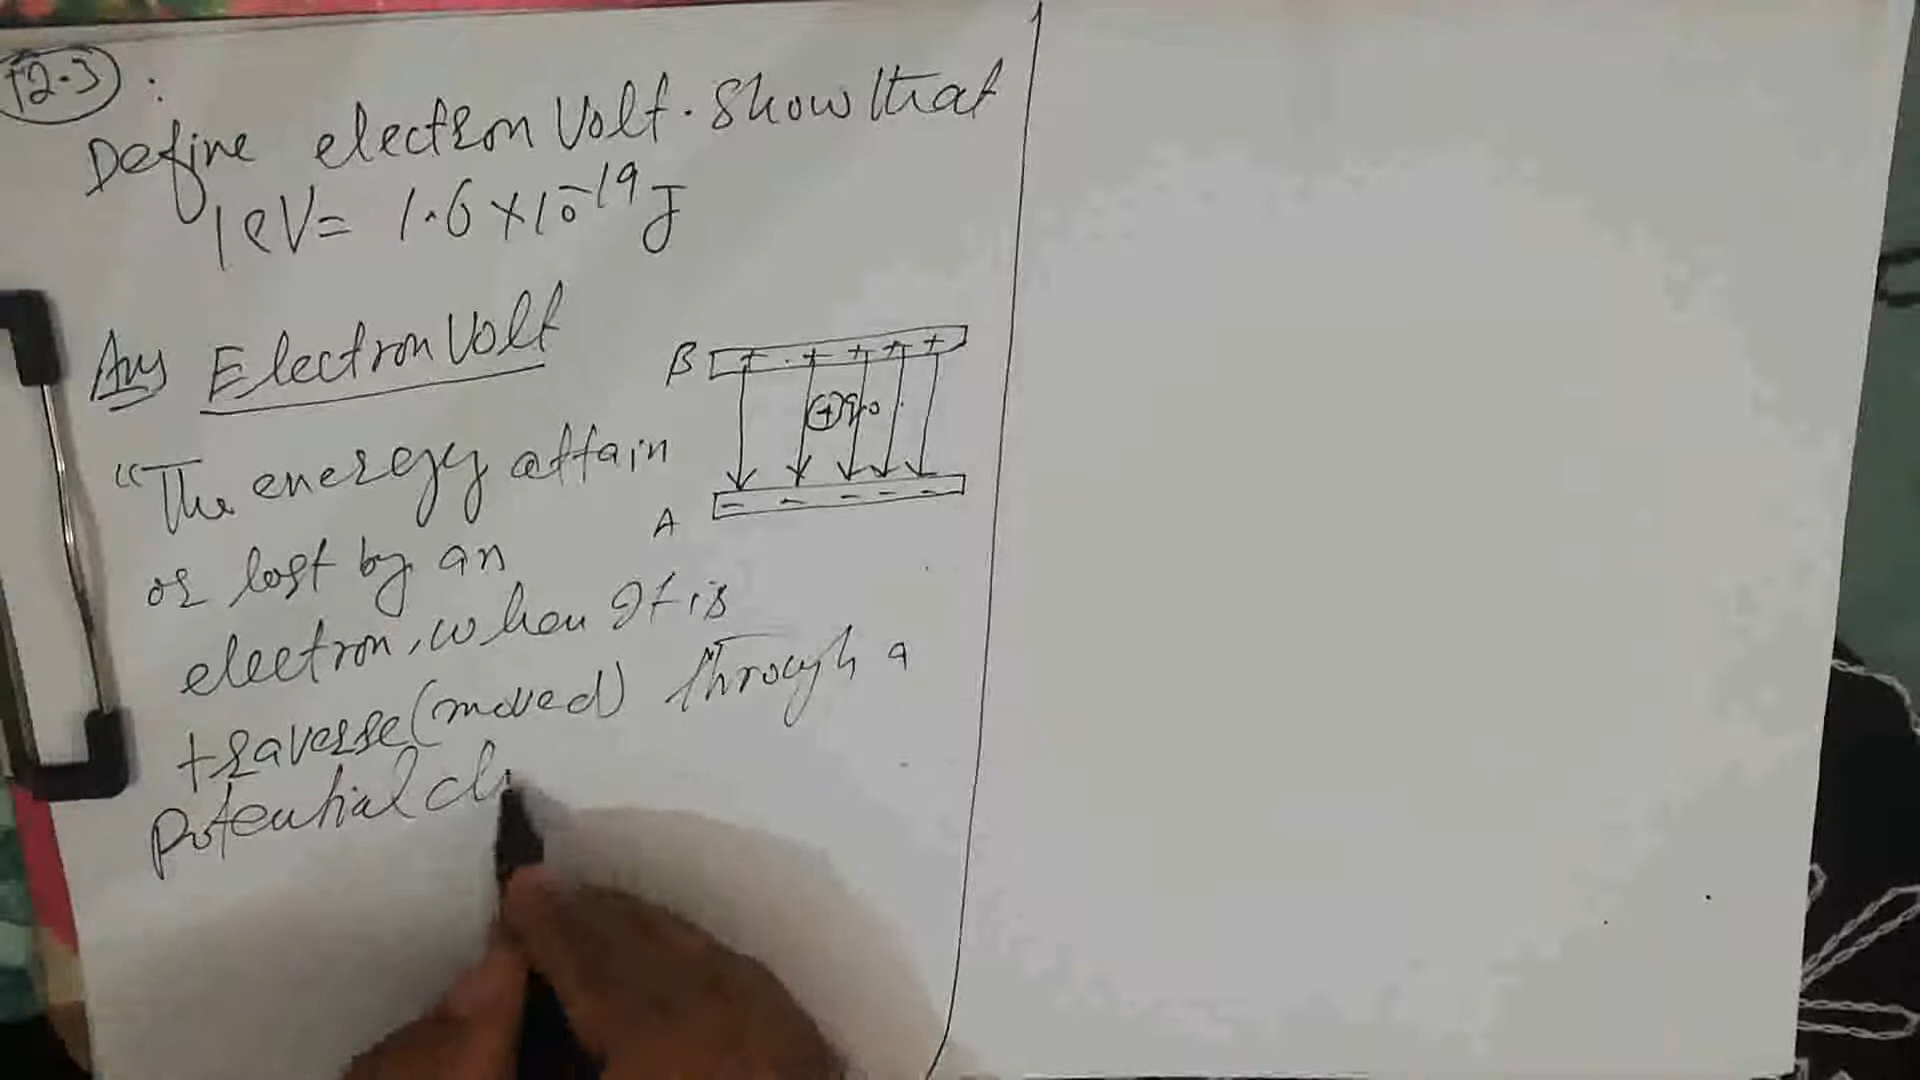 12.3 :
Define electron Volt. Show that
1eV = 1.6 × 10⁻¹⁹ J
Ans Electron Volt
"The energy attain
or lost by an
electron, when It is
traverse (moved) through a
Potential
B + + + + +
+ q₀
A - - - - -